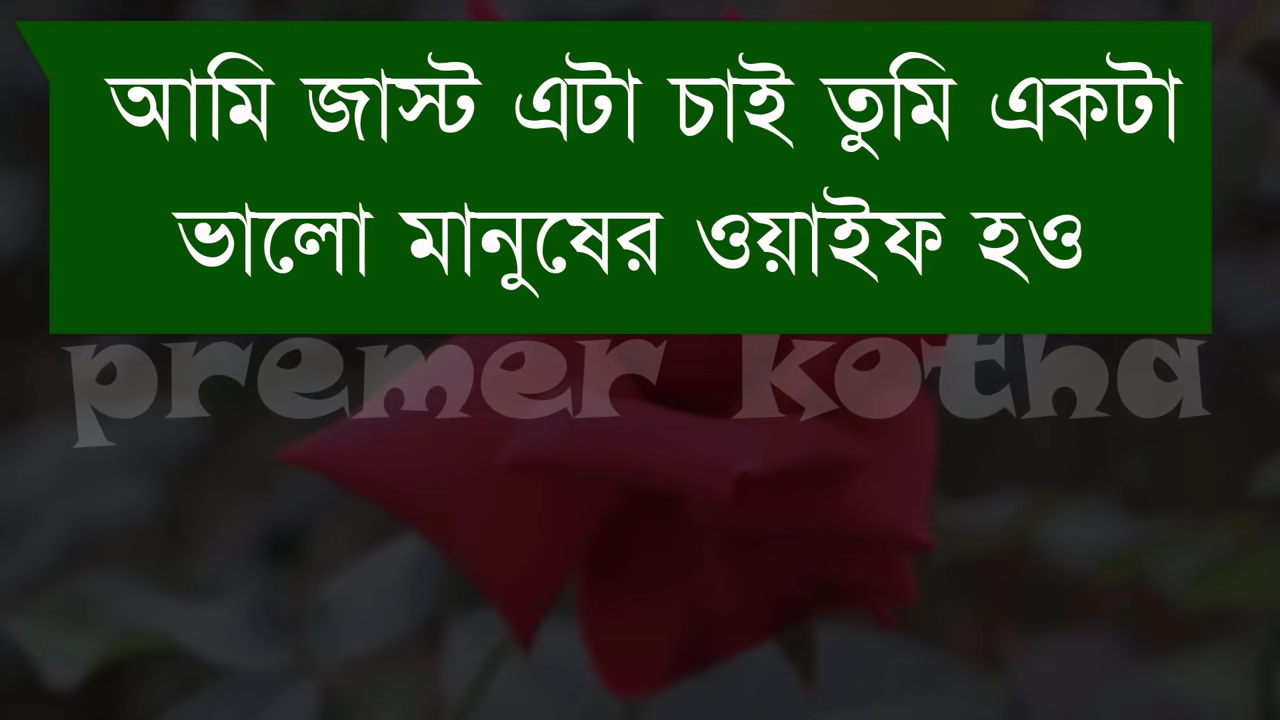 আমি জাস্ট এটা চাই তুমি একটা
ভালো মানুষের ওয়াইফ হও
premer kotha